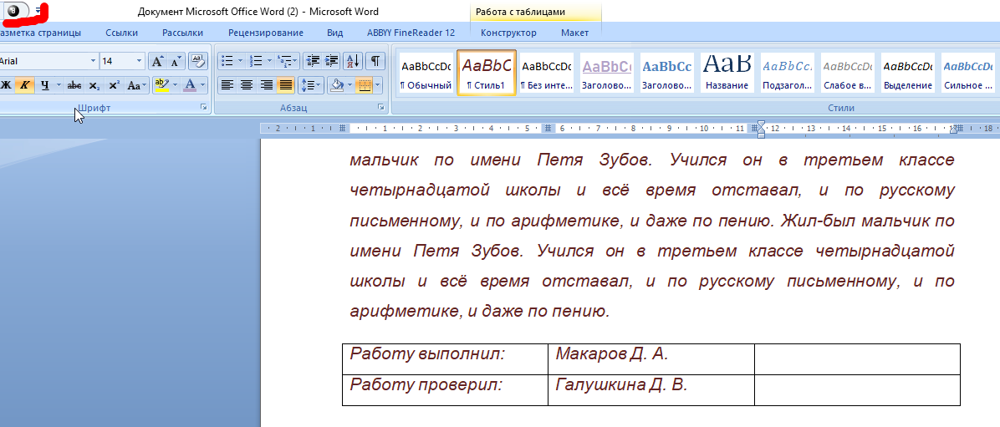 8
Документ Microsoft Office Word (2) - Microsoft Word
Работа с таблицами
азметка страницы Ссылки Рассылки Рецензирование Вид ABBYY FineReader 12 Конструктор Макет
Arial 14 Aa
Ж К Ч abc x₂ x² Aa ab A
Шрифт Абзац Стили
AaBbCcDc AaBbC AaBbCcDc AaBbCc AaBbCc AaB AaBbCc. AaBbCcDc AaBbCcDc AaBbCcDc
¶ Обычный ¶ Стиль1 ¶ Без инте... Заголово... Заголово... Название Подзагол... Слабое в... Выделение Сильное ...
2 1 1 2 3 4 5 6 7 8 9 10 11 12 13 14 15 16 18
мальчик по имени Петя Зубов. Учился он в третьем классе
четырнадцатой школы и всё время отставал, и по русскому
письменному, и по арифметике, и даже по пению. Жил-был мальчик по
имени Петя Зубов. Учился он в третьем классе четырнадцатой
школы и всё время отставал, и по русскому письменному, и по
арифметике, и даже по пению.
Работу выполнил: Макаров Д. А.
Работу проверил: Галушкина Д. В.